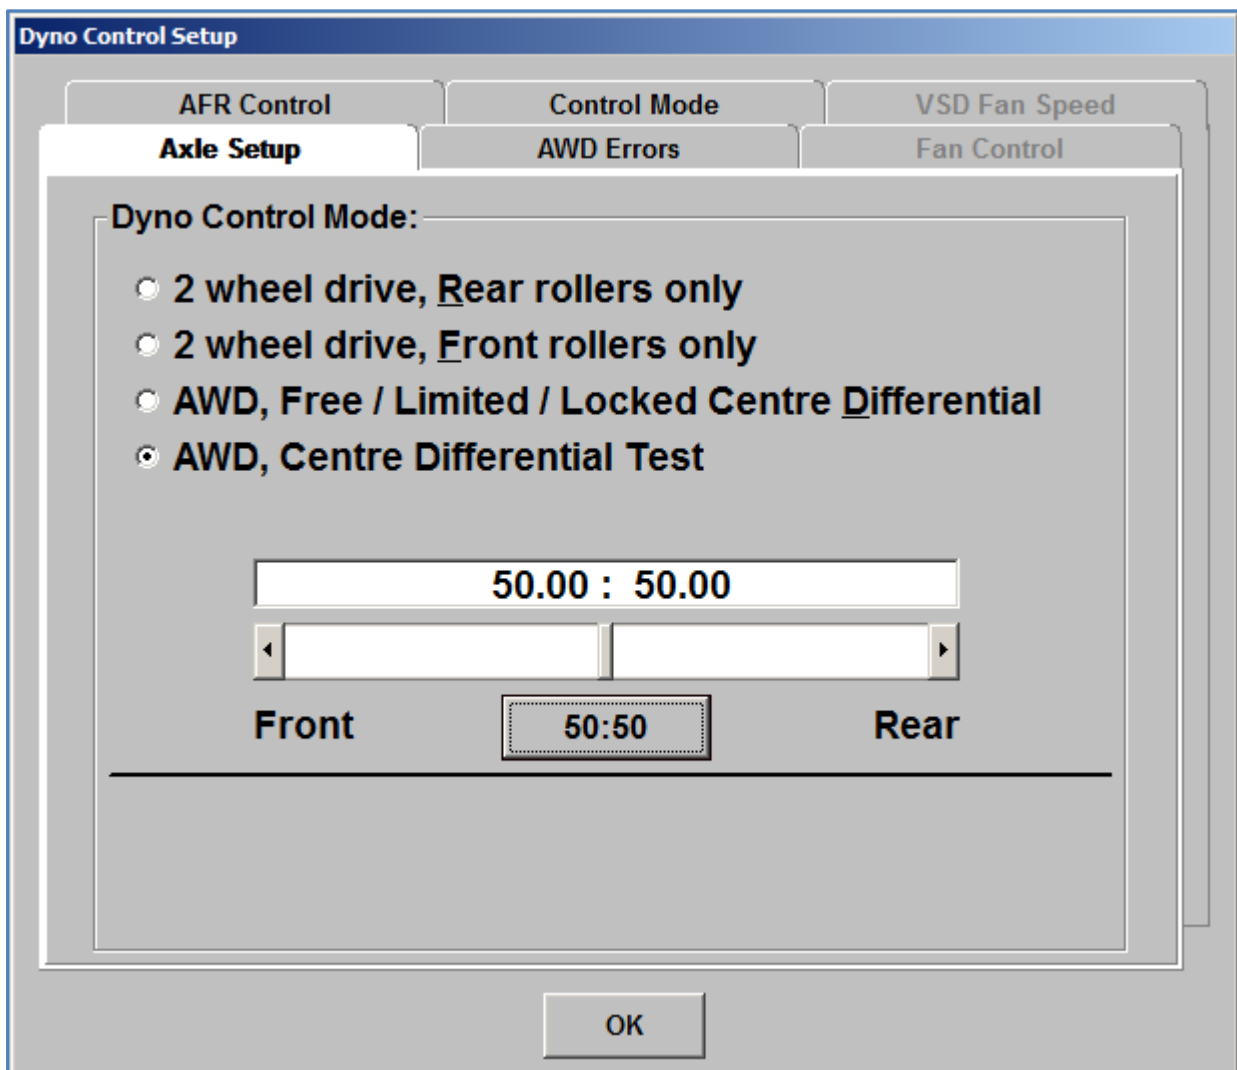 Dyno Control Setup
AFR Control
Control Mode
VSD Fan Speed
Axle Setup
AWD Errors
Fan Control
Dyno Control Mode:
2 wheel drive, Rear rollers only
2 wheel drive, Front rollers only
AWD, Free / Limited / Locked Centre Differential
AWD, Centre Differential Test
50.00 : 50.00
Front
50:50
Rear
OK